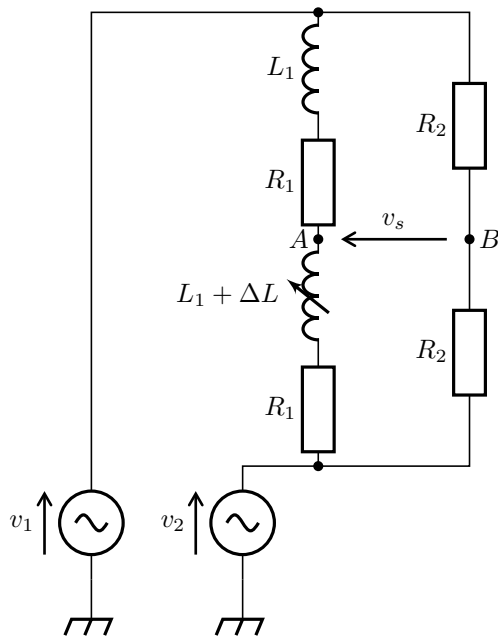 L₁
R₂
R₁
A
v_s
B
L₁ + ΔL
R₂
R₁
v₁
v₂